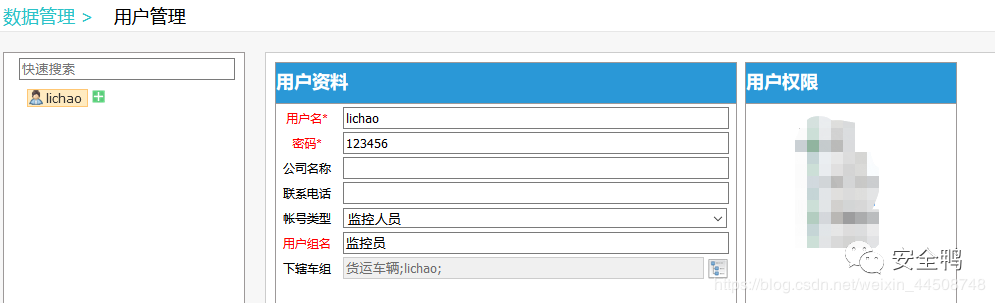 数据管理 > 用户管理
快速搜索
lichao
用户资料
用户名* lichao
密码* 123456
公司名称
联系电话
帐号类型 监控人员
用户组名 监控员
下辖车组 货运车辆;lichao;
用户权限
安全鸭
https://blog.csdn.net/weixin_44508748